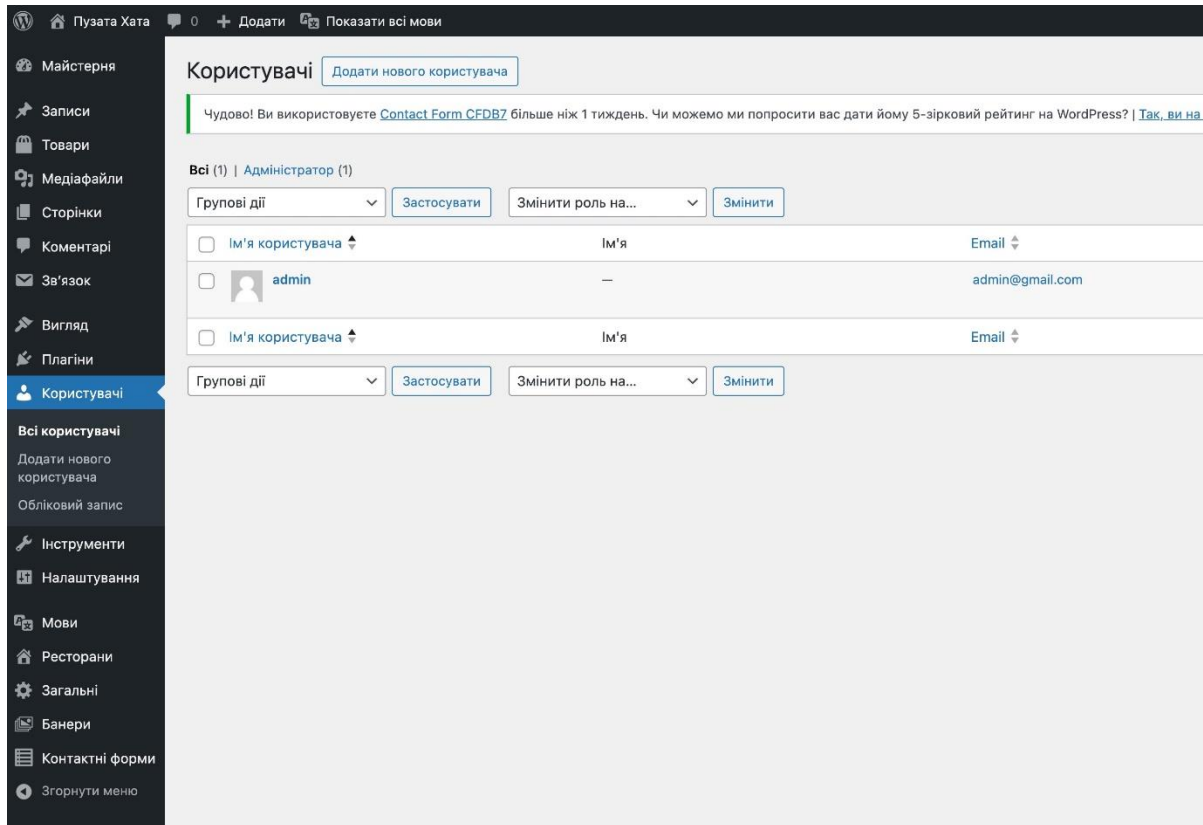 Пузата Хата 0 Додати Показати всі мови
Майстерня
Записи
Товари
Медіафайли
Сторінки
Коментарі
Зв'язок
Вигляд
Плагіни
Користувачі
Всі користувачі
Додати нового
користувача
Обліковий запис
Інструменти
Налаштування
Мови
Ресторани
Загальні
Банери
Контактні форми
Згорнути меню
Користувачі Додати нового користувача
Чудово! Ви використовуєте Contact Form CFDB7 більше ніж 1 тиждень. Чи можемо ми попросити вас дати йому 5-зірковий рейтинг на WordPress? | Так, ви на
Всі (1) | Адміністратор (1)
Групові дії Застосувати Змінити роль на... Змінити
Ім'я користувача Ім'я Email
admin — admin@gmail.com
Ім'я користувача Ім'я Email
Групові дії Застосувати Змінити роль на... Змінити